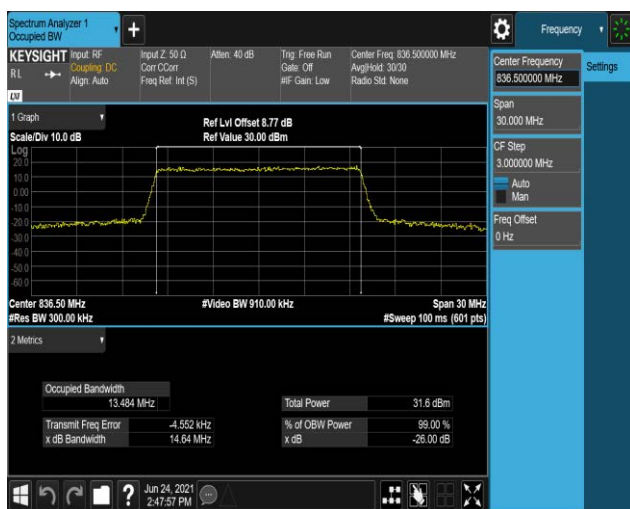 Spectrum Analyzer 1
Occupied BW
+
Frequency
KEYSIGHT
RL
LXI
Input: RF
Coupling: DC
Align: Auto
Input Z: 50 Ω
Corr CCorr
Freq Ref: Int (S)
Atten: 40 dB
Trig: Free Run
Gate: Off
#IF Gain: Low
Center Freq: 836.500000 MHz
Avg|Hold: 30/30
Radio Std: None
Center Frequency
836.500000 MHz
Settings
Span
30.000 MHz
CF Step
3.000000 MHz
Auto
Man
Freq Offset
0 Hz
1 Graph
Scale/Div 10.0 dB
Ref Lvl Offset 8.77 dB
Ref Value 30.00 dBm
Log
20.0
10.0
0.00
-10.0
-20.0
-30.0
-40.0
-50.0
-60.0
Center 836.50 MHz
#Res BW 300.00 kHz
#Video BW 910.00 kHz
Span 30 MHz
#Sweep 100 ms (601 pts)
2 Metrics
Occupied Bandwidth
13.484 MHz
Total Power 31.6 dBm
Transmit Freq Error -4.552 kHz
% of OBW Power 99.00 %
x dB Bandwidth 14.64 MHz
x dB -26.00 dB
?
Jun 24, 2021
2:47:57 PM